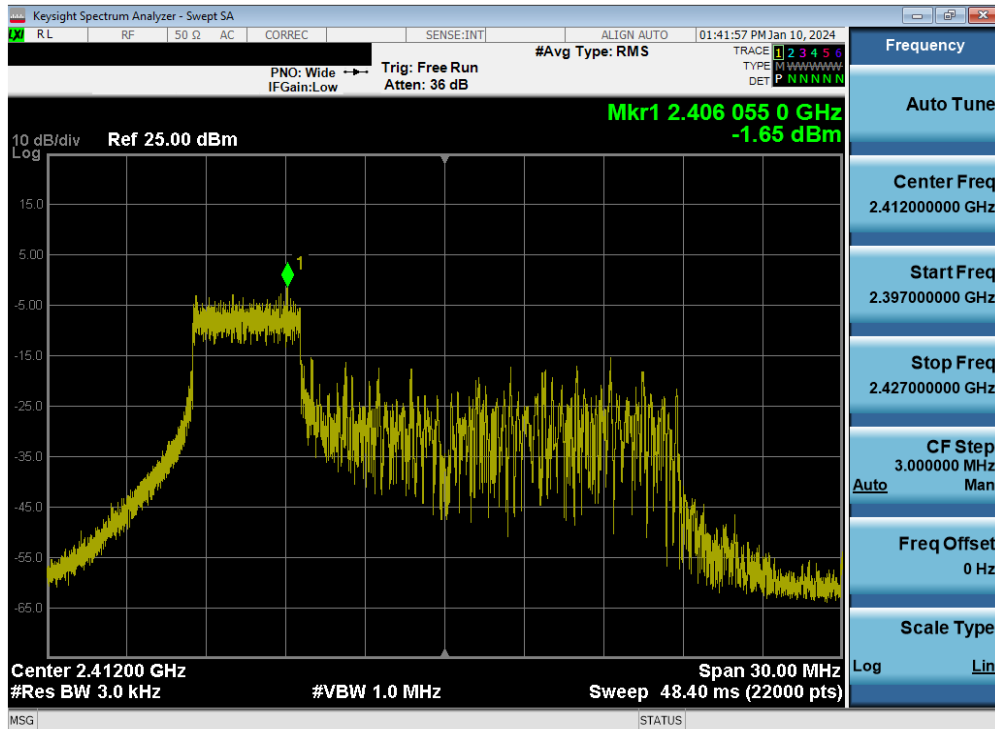 Keysight Spectrum Analyzer - Swept SA
LXI RL RF 50 Ω AC CORREC SENSE:INT ALIGN AUTO 01:41:57 PM Jan 10, 2024
#Avg Type: RMS
TRACE 1 2 3 4 5 6
PNO: Wide Trig: Free Run TYPE M WWWWW
IFGain:Low Atten: 36 dB DET P N N N N N
Mkr1 2.406 055 0 GHz
-1.65 dBm
10 dB/div Ref 25.00 dBm
Log
15.0
5.00
1
-5.00
-15.0
-25.0
-35.0
-45.0
-55.0
-65.0
Center 2.41200 GHz Span 30.00 MHz
#Res BW 3.0 kHz #VBW 1.0 MHz Sweep 48.40 ms (22000 pts)
MSG STATUS
Frequency
Auto Tune
Center Freq
2.412000000 GHz
Start Freq
2.397000000 GHz
Stop Freq
2.427000000 GHz
CF Step
3.000000 MHz
Auto Man
Freq Offset
0 Hz
Scale Type
Log Lin